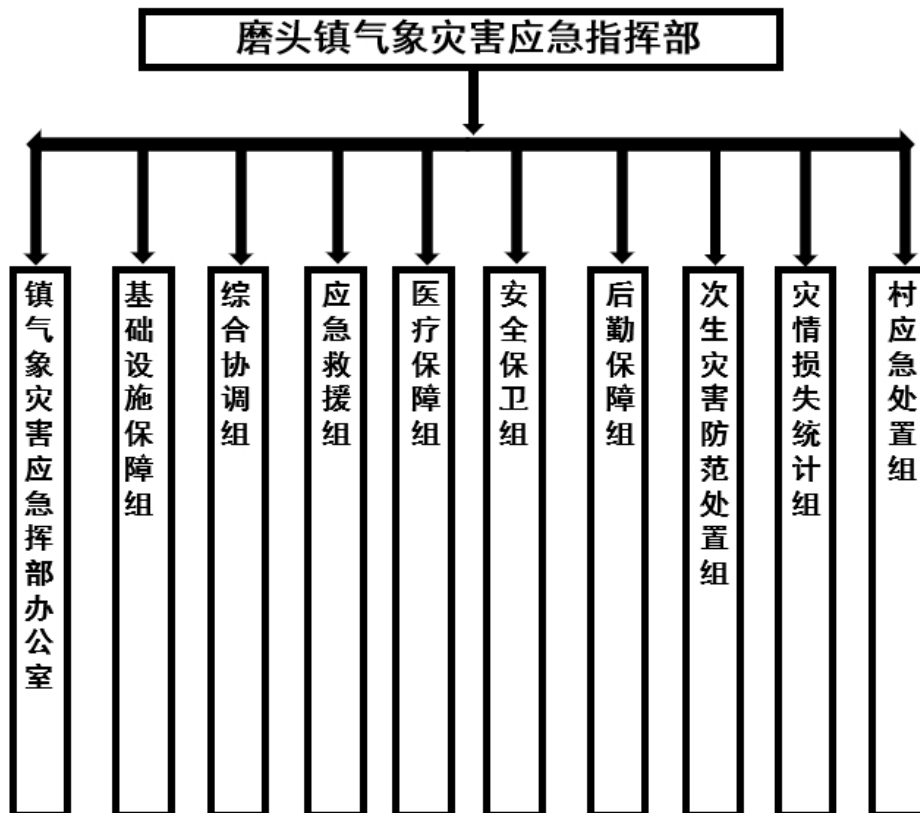 磨头镇气象灾害应急指挥部
镇气象灾害应急挥部办公室
基础设施保障组
综合协调组
应急救援组
医疗保障组
安全保卫组
后勤保障组
次生灾害防范处置组
灾情损失统计组
村应急处置组